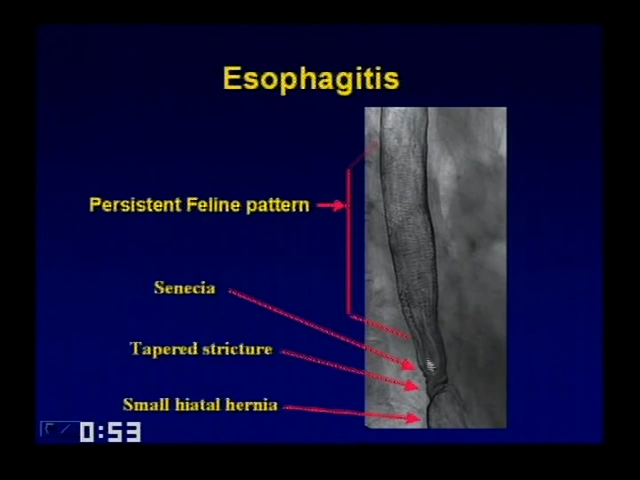 Esophagitis
Persistent Feline pattern
Senecia
Tapered stricture
Small hiatal hernia
0:53